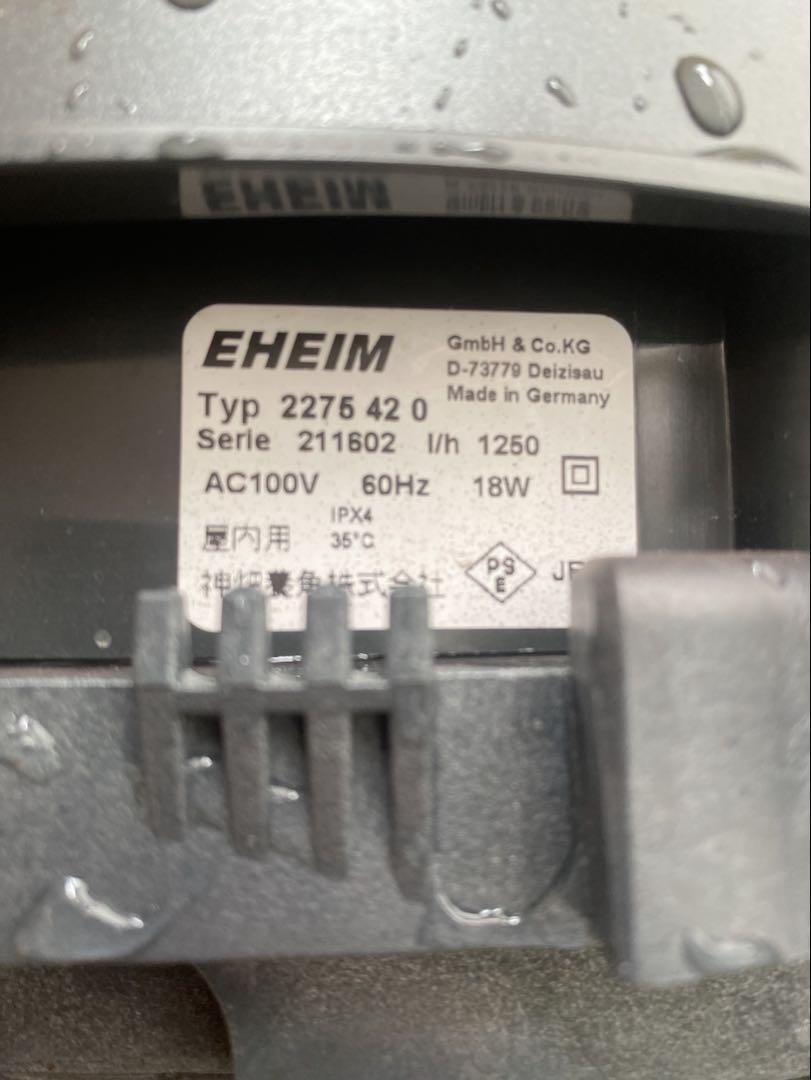 EHEIM
GmbH & Co.KG
D-73779 Deizisau
Made in Germany
Typ 2275 42 0
Serie 211602 l/h 1250
AC100V 60Hz 18W
IPX4
屋内用 35°C
PS
E